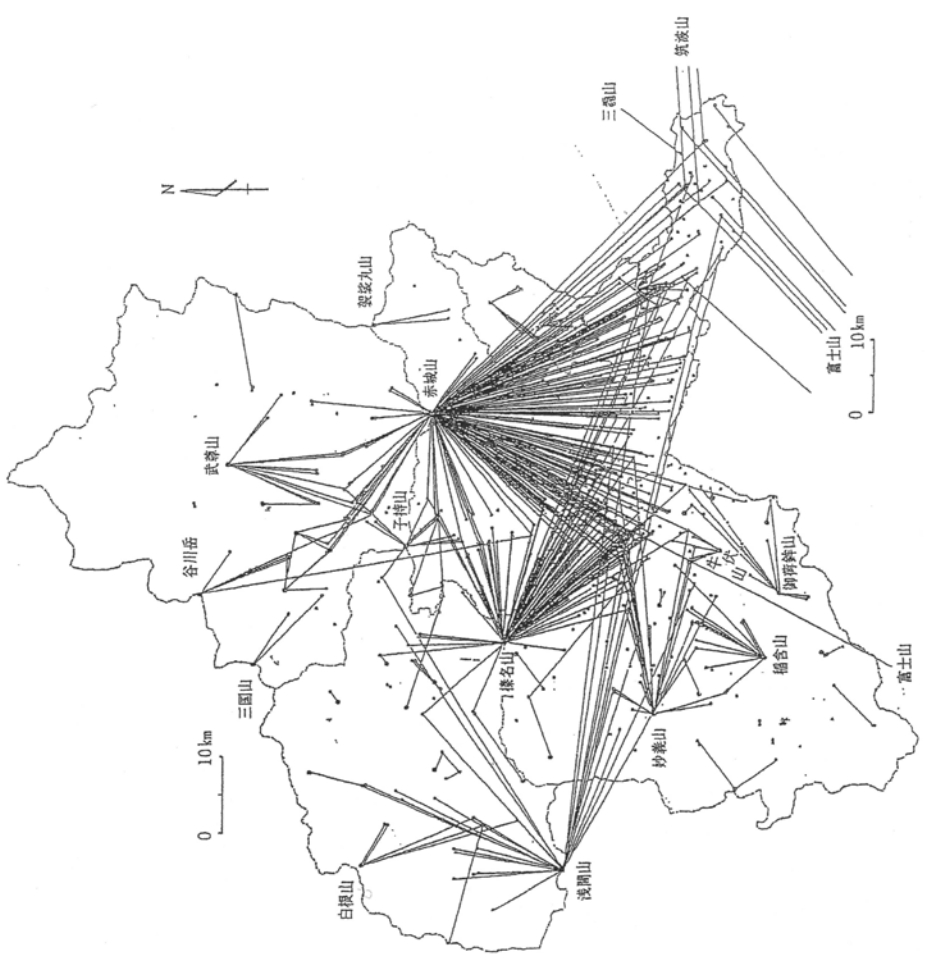 筑波山
三毳山
N
袈裟丸山
赤城山
武尊山
子持山
谷川岳
三国山
榛名山
富士山
0 10km
牛伏山
御荷鉾山
稲含山
富士山
妙義山
0 10km
浅間山
白根山